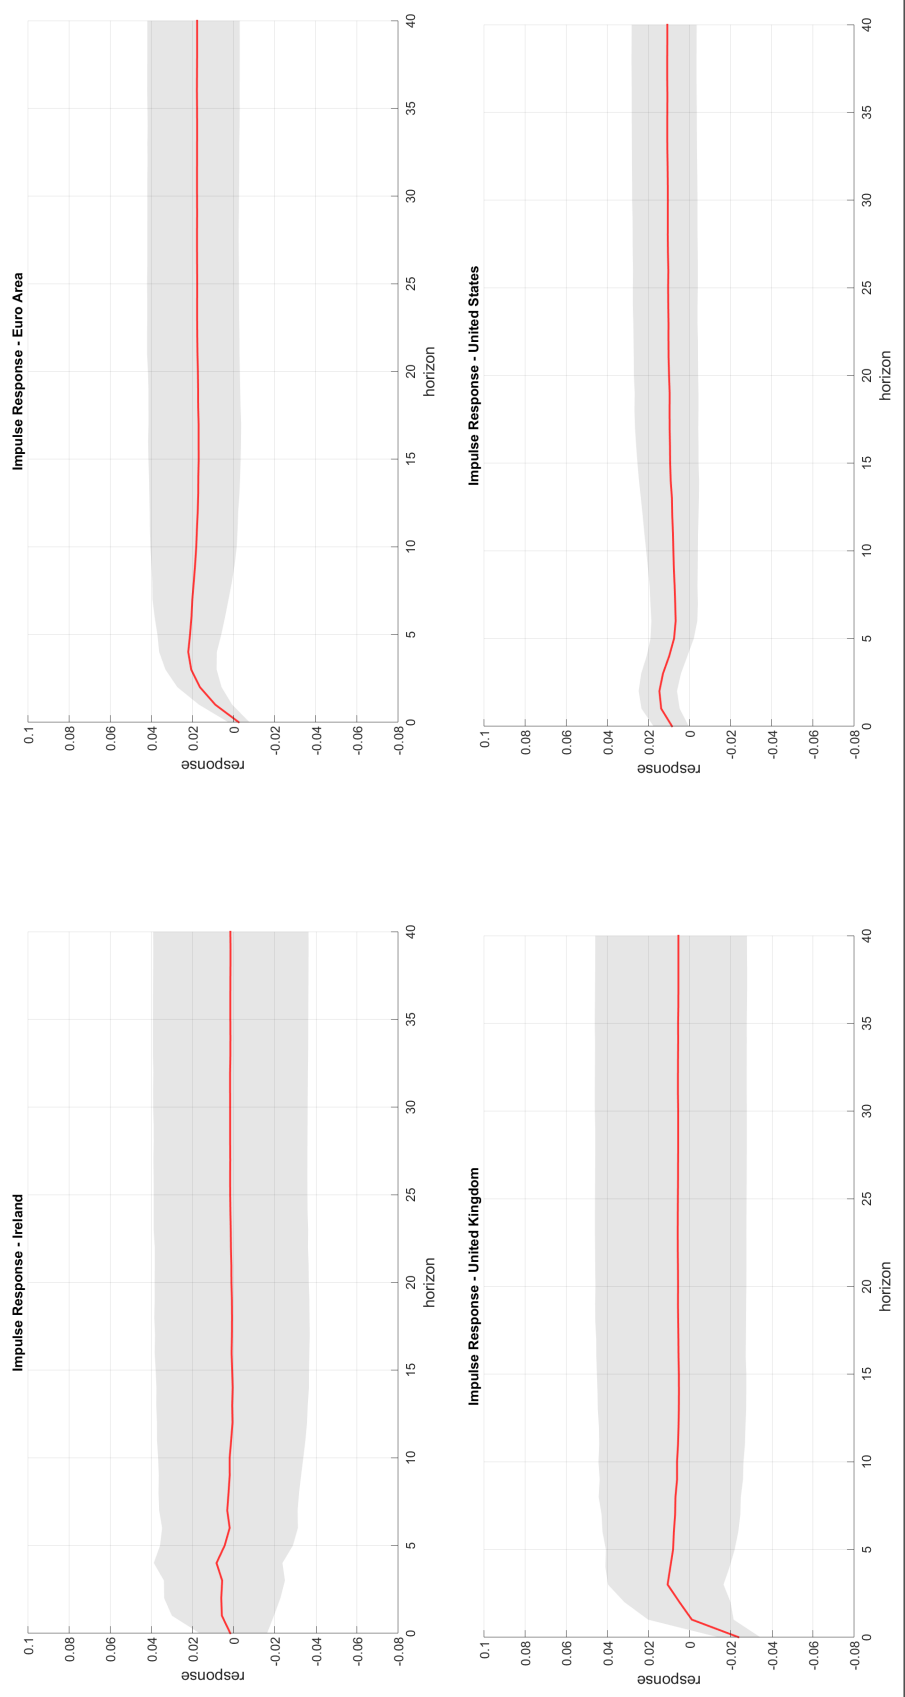 Impulse Response - Ireland
0.1
0.08
0.06
0.04
0.02
0
-0.02
-0.04
-0.06
-0.08
response
0 5 10 15 20 25 30 35 40
horizon
Impulse Response - Euro Area
0.1
0.08
0.06
0.04
0.02
0
-0.02
-0.04
-0.06
-0.08
response
0 5 10 15 20 25 30 35 40
horizon
Impulse Response - United Kingdom
0.1
0.08
0.06
0.04
0.02
0
-0.02
-0.04
-0.06
-0.08
response
0 5 10 15 20 25 30 35 40
horizon
Impulse Response - United States
0.1
0.08
0.06
0.04
0.02
0
-0.02
-0.04
-0.06
-0.08
response
0 5 10 15 20 25 30 35 40
horizon